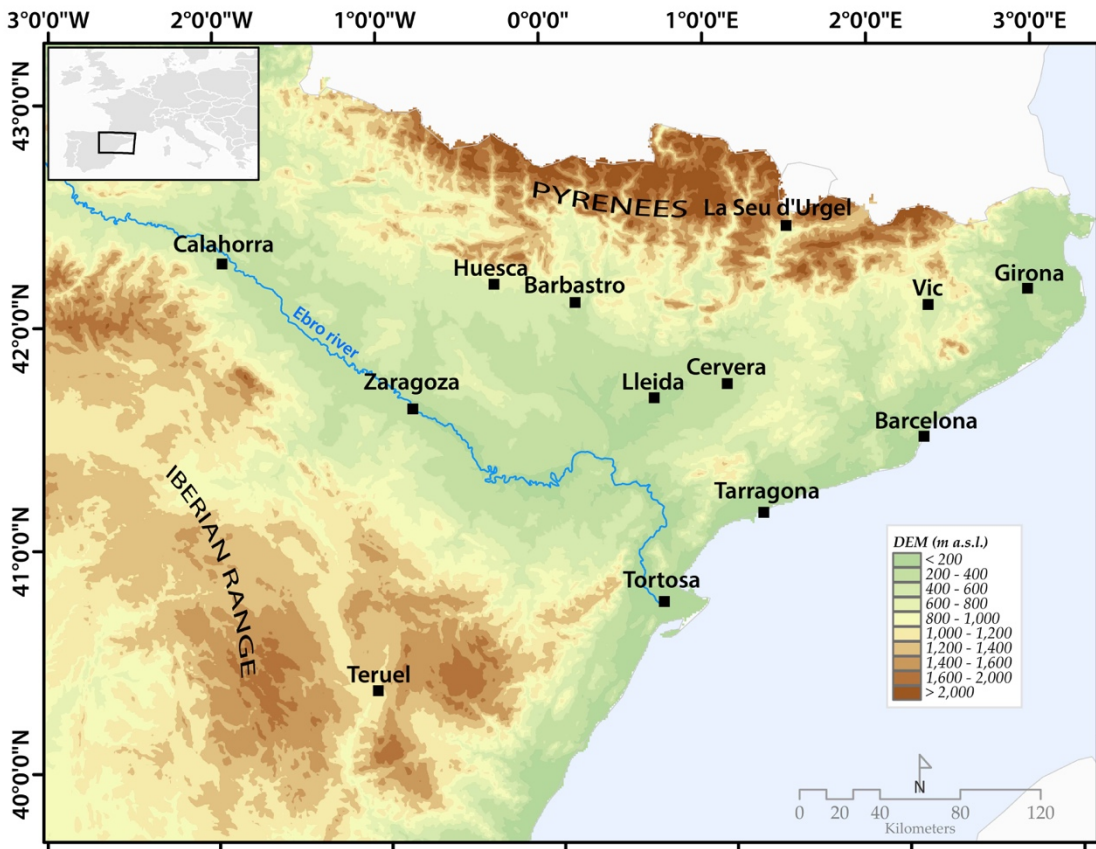 3°0'0"W 2°0'0"W 1°0'0"W 0°0'0" 1°0'0"E 2°0'0"E 3°0'0"E
43°0'0"N
42°0'0"N
41°0'0"N
40°0'0"N
PYRENEES
La Seu d'Urgel
Calahorra
Huesca
Barbastro
Girona
Vic
Ebro river
Zaragoza
Lleida
Cervera
Barcelona
Tarragona
IBERIAN RANGE
Tortosa
Teruel
DEM (m a.s.l.)
< 200
200 - 400
400 - 600
600 - 800
800 - 1,000
1,000 - 1,200
1,200 - 1,400
1,400 - 1,600
1,600 - 2,000
> 2,000
N
0 20 40 80 120
Kilometers